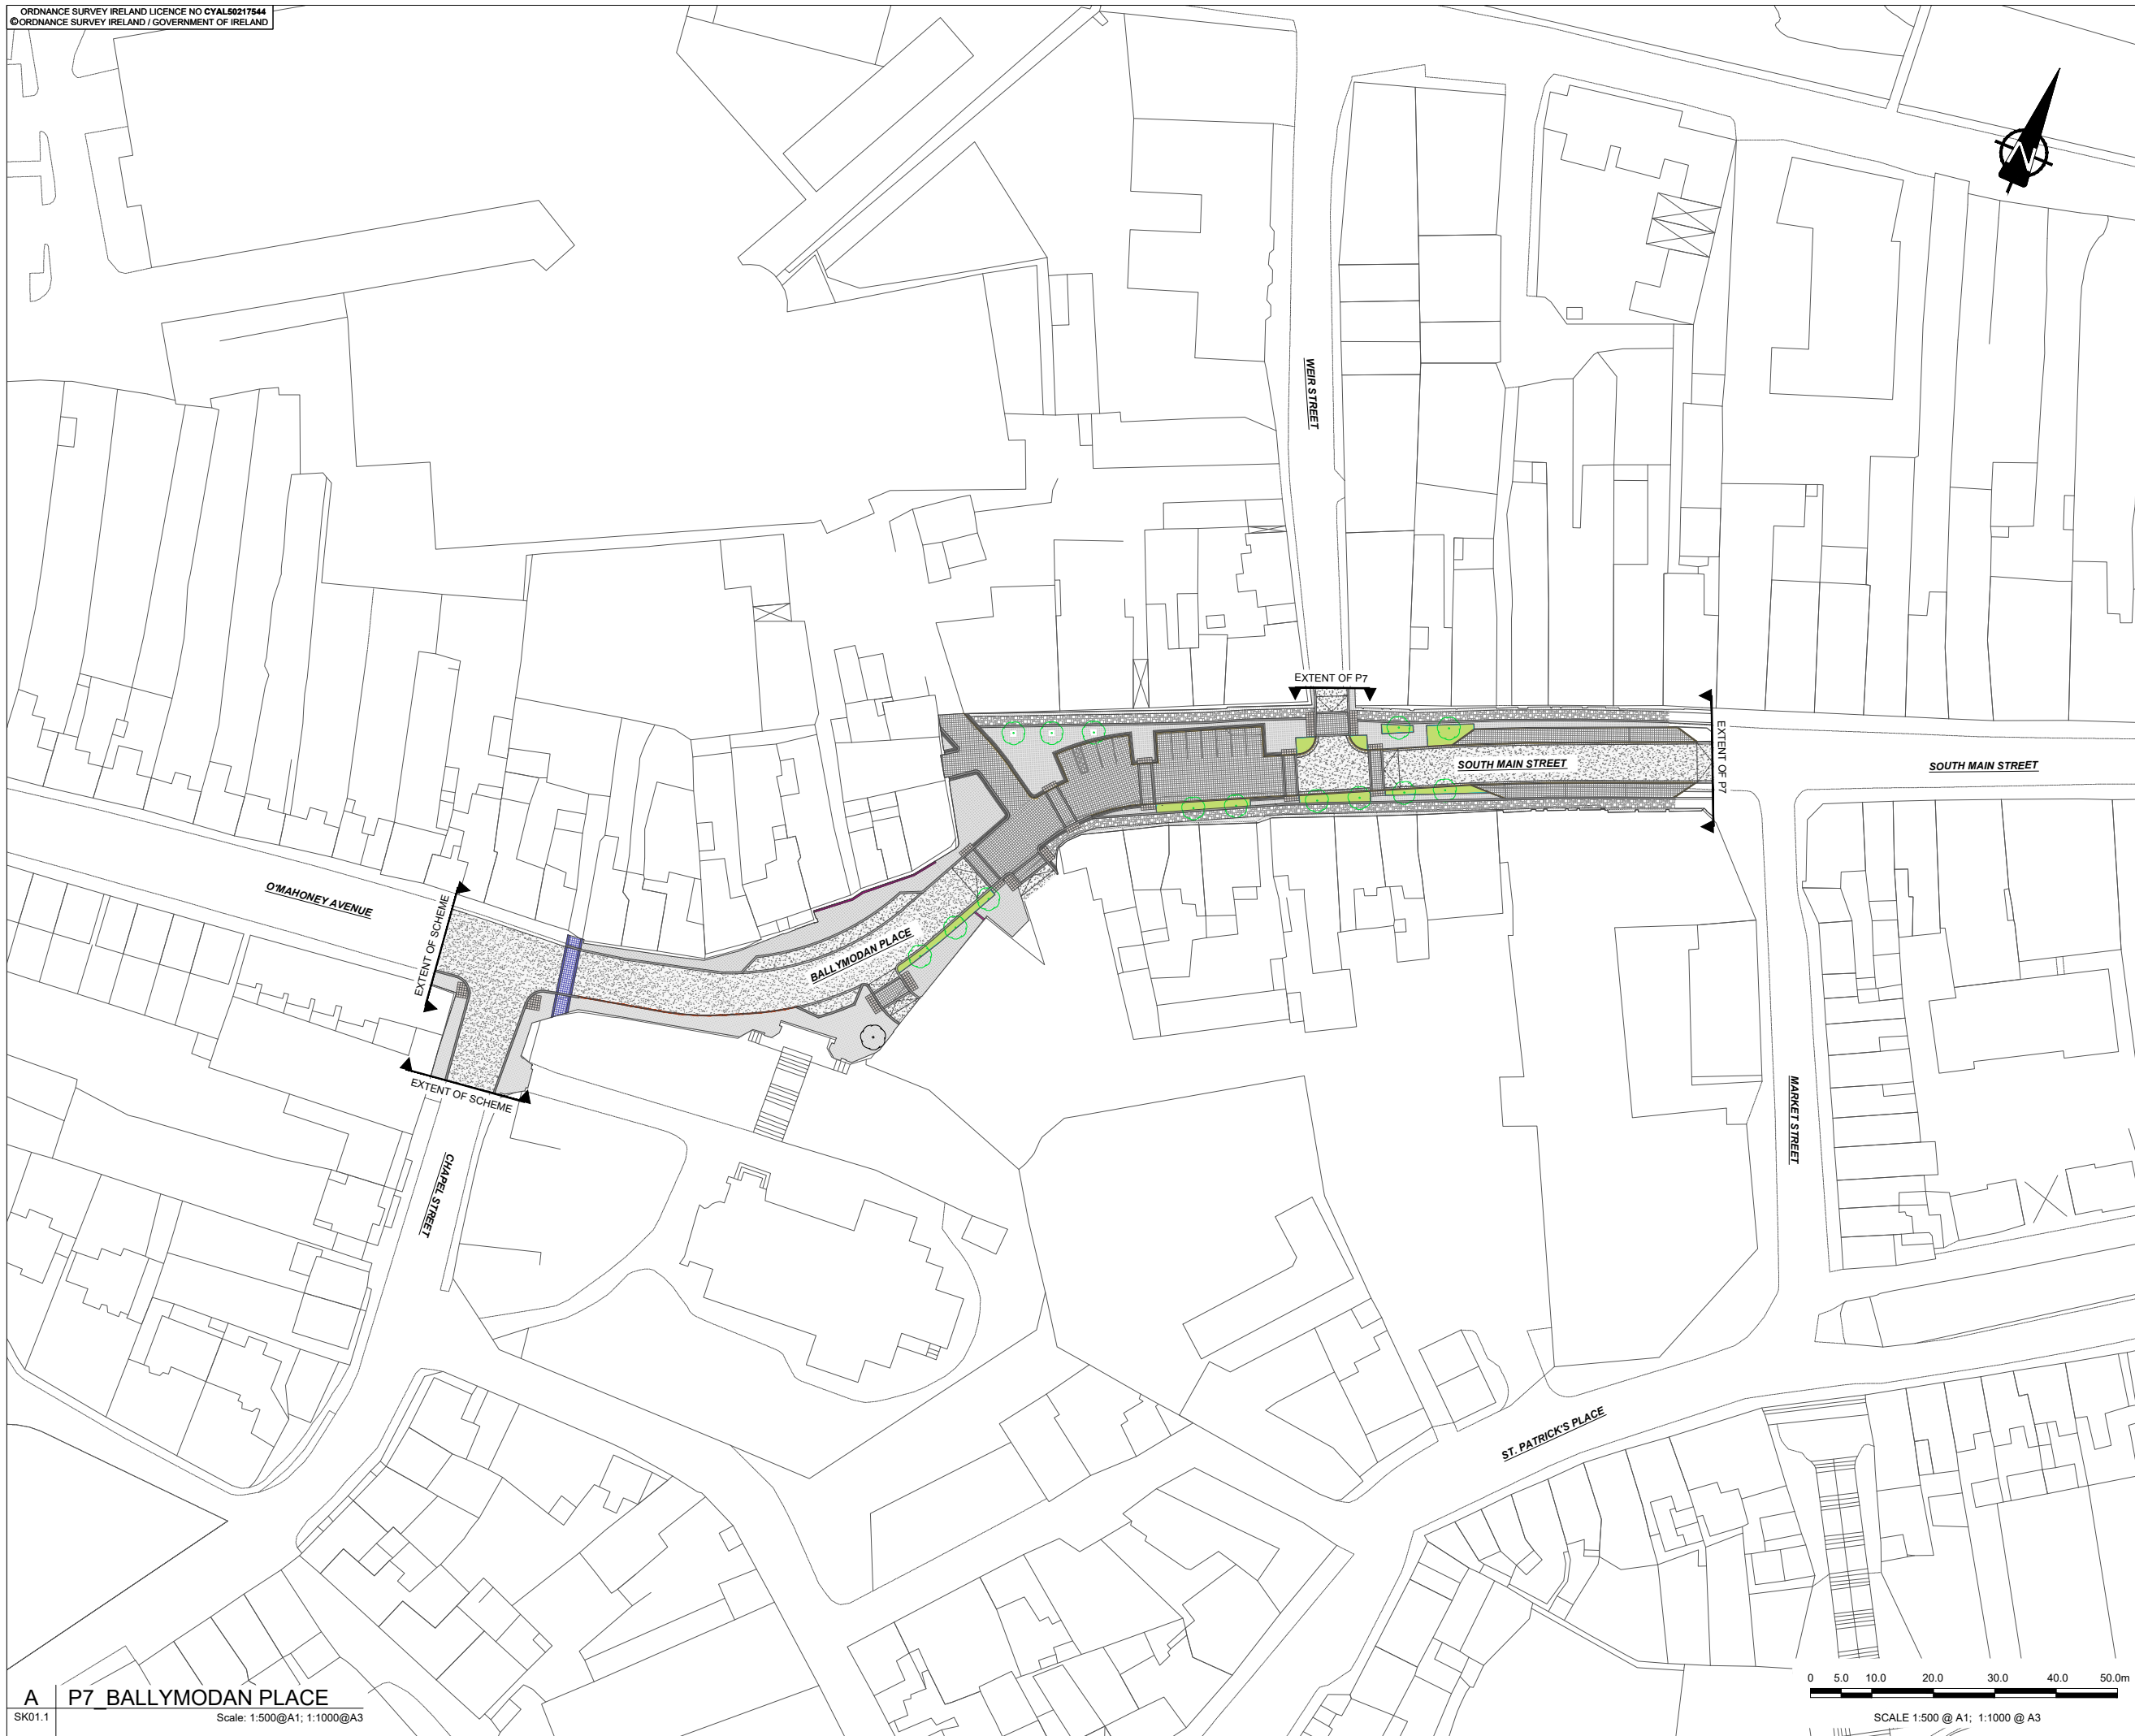 ORDNANCE SURVEY IRELAND LICENCE NO CYAL50217544
©ORDNANCE SURVEY IRELAND / GOVERNMENT OF IRELAND
N
WEIR STREET
EXTENT OF P7
EXTENT OF P7
SOUTH MAIN STREET
SOUTH MAIN STREET
O'MAHONEY AVENUE
EXTENT OF SCHEME
BALLYMODAN PLACE
EXTENT OF SCHEME
CHAPEL STREET
MARKET STREET
ST. PATRICK'S PLACE
A
P7_BALLYMODAN PLACE
SK01.1
Scale: 1:500@A1; 1:1000@A3
0 5.0 10.0 20.0 30.0 40.0 50.0m
SCALE 1:500 @ A1; 1:1000 @ A3